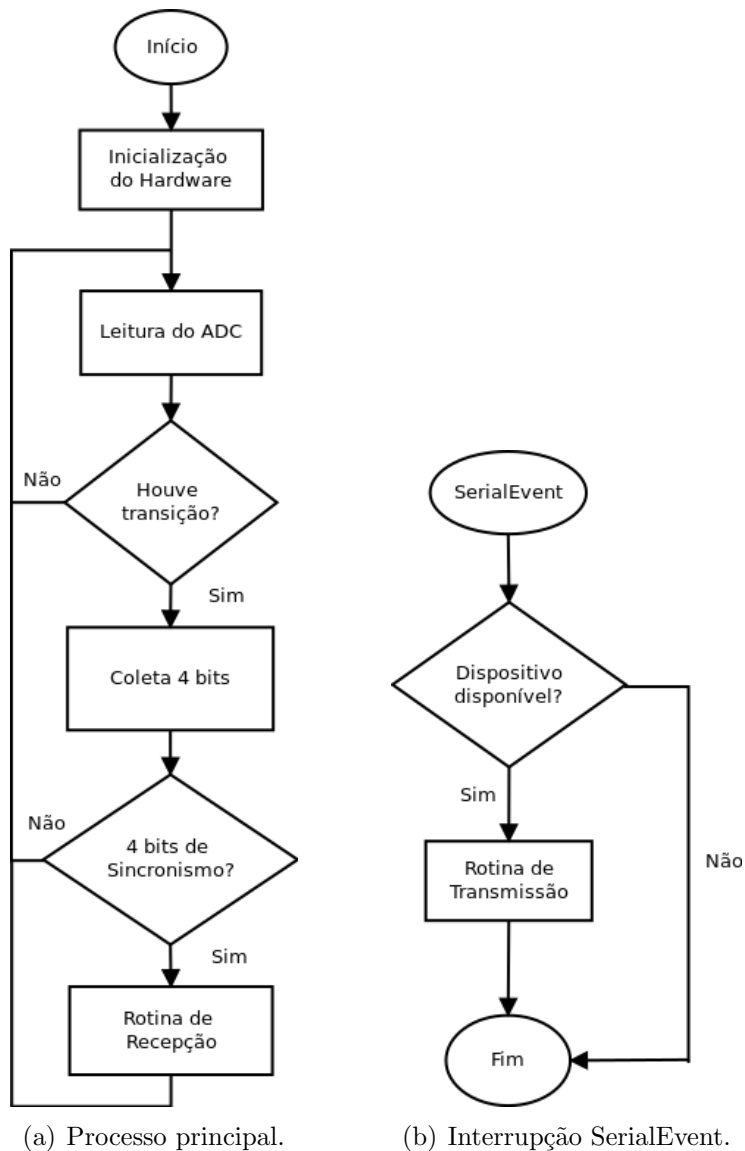 Início
Inicialização
do Hardware
Leitura do ADC
Não
Houve
transição?
Sim
Coleta 4 bits
Não
4 bits de
Sincronismo?
Sim
Rotina de
Recepção
(a) Processo principal.
SerialEvent
Dispositivo
disponível?
Sim
Não
Rotina de
Transmissão
Fim
(b) Interrupção SerialEvent.